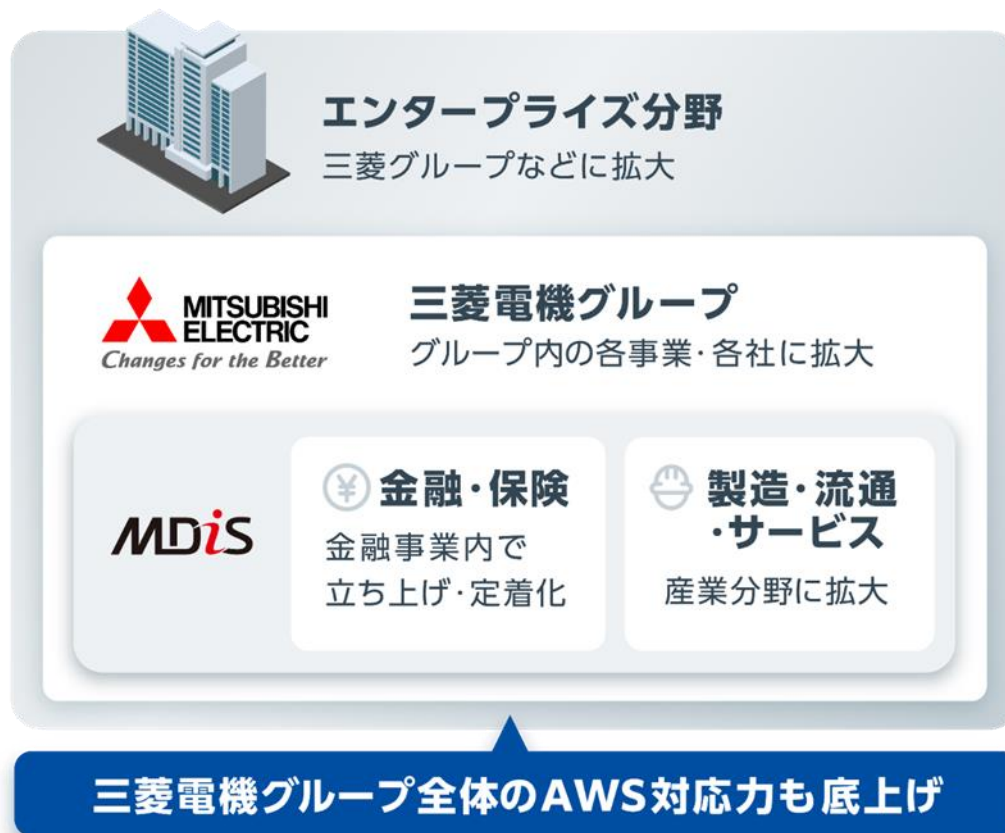 エンタープライズ分野
三菱グループなどに拡大
MITSUBISHI
ELECTRIC
Changes for the Better
三菱電機グループ
グループ内の各事業・各社に拡大
MDiS
¥
金融・保険
金融事業内で
立ち上げ・定着化
製造・流通
・サービス
産業分野に拡大
三菱電機グループ全体のAWS対応力も底上げ